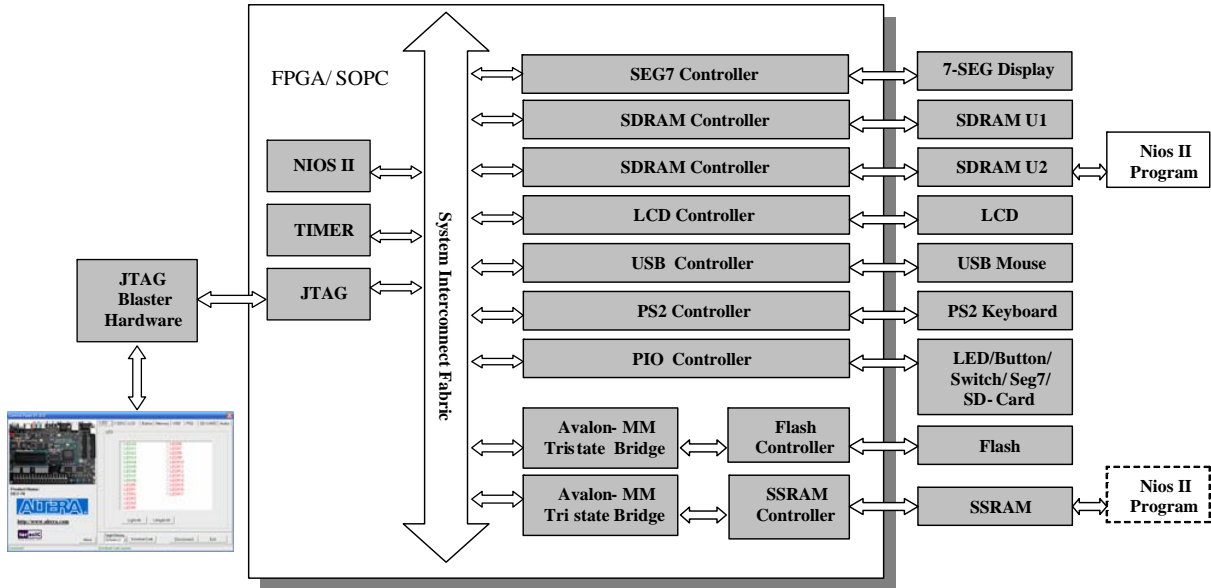 FPGA/ SOPC
NIOS II
TIMER
JTAG
JTAG
Blaster
Hardware
System Interconnect Fabric
SEG7 Controller
7-SEG Display
SDRAM Controller
SDRAM U1
SDRAM Controller
SDRAM U2
Nios II
Program
LCD Controller
LCD
USB Controller
USB Mouse
PS2 Controller
PS2 Keyboard
PIO Controller
LED/Button/
Switch/ Seg7/
SD- Card
Avalon- MM
Tristate Bridge
Flash
Controller
Flash
Avalon- MM
Tri state Bridge
SSRAM
Controller
SSRAM
Nios II
Program
ALTERA
http://www.altera.com
Disconnect
Exit